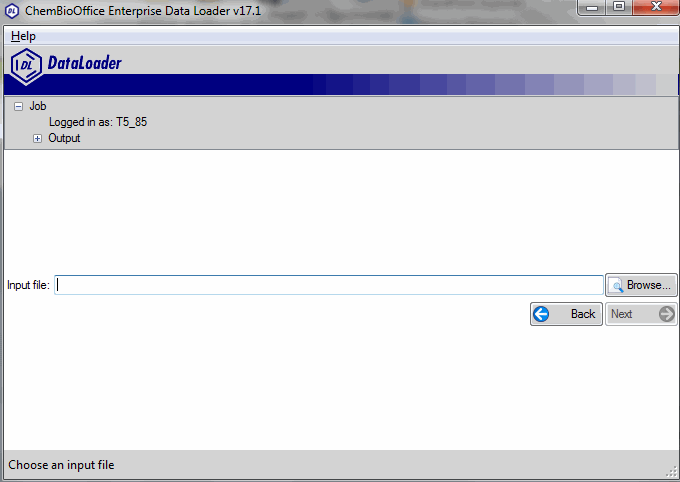 DL ChemBioOffice Enterprise Data Loader v17.1
Help
DL DataLoader
Job
Logged in as: T5_85
Output
Input file: Browse...
Back Next
Choose an input file